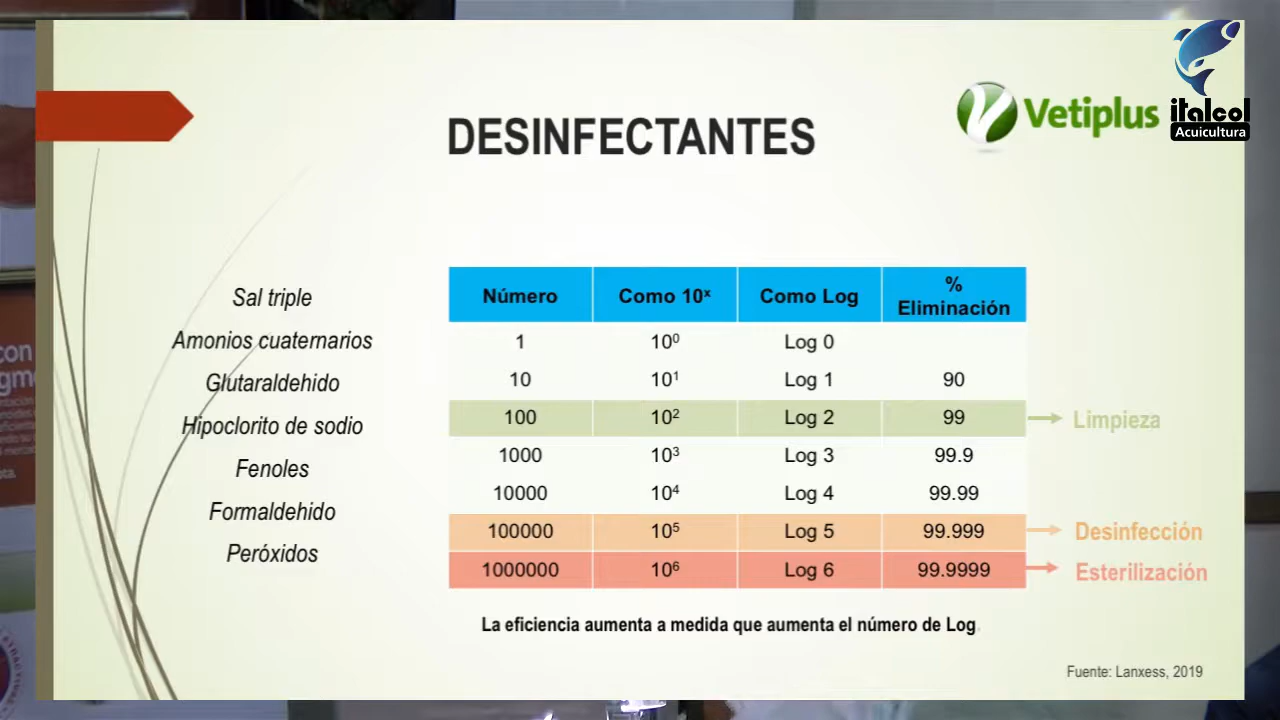 DESINFECTANTES
Vetiplus
italcol
Acuicultura
Sal triple
Amonios cuaternarios
Glutaraldehido
Hipoclorito de sodio
Fenoles
Formaldehido
Peróxidos
Número Como 10ˣ Como Log % Eliminación
1 10⁰ Log 0
10 10¹ Log 1 90
100 10² Log 2 99
1000 10³ Log 3 99.9
10000 10⁴ Log 4 99.99
100000 10⁵ Log 5 99.999
1000000 10⁶ Log 6 99.9999
Limpieza
Desinfección
Esterilización
La eficiencia aumenta a medida que aumenta el número de Log
Fuente: Lanxess, 2019
con